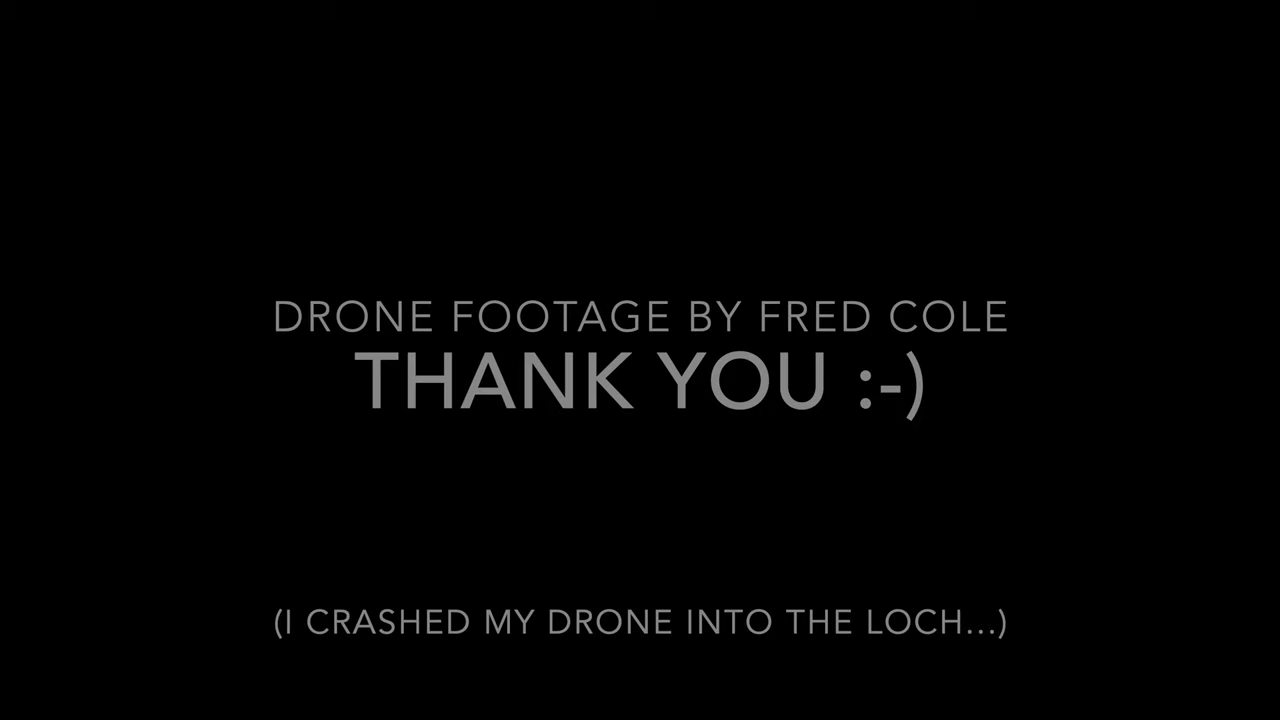 DRONE FOOTAGE BY FRED COLE
THANK YOU :-)
(I CRASHED MY DRONE INTO THE LOCH...)